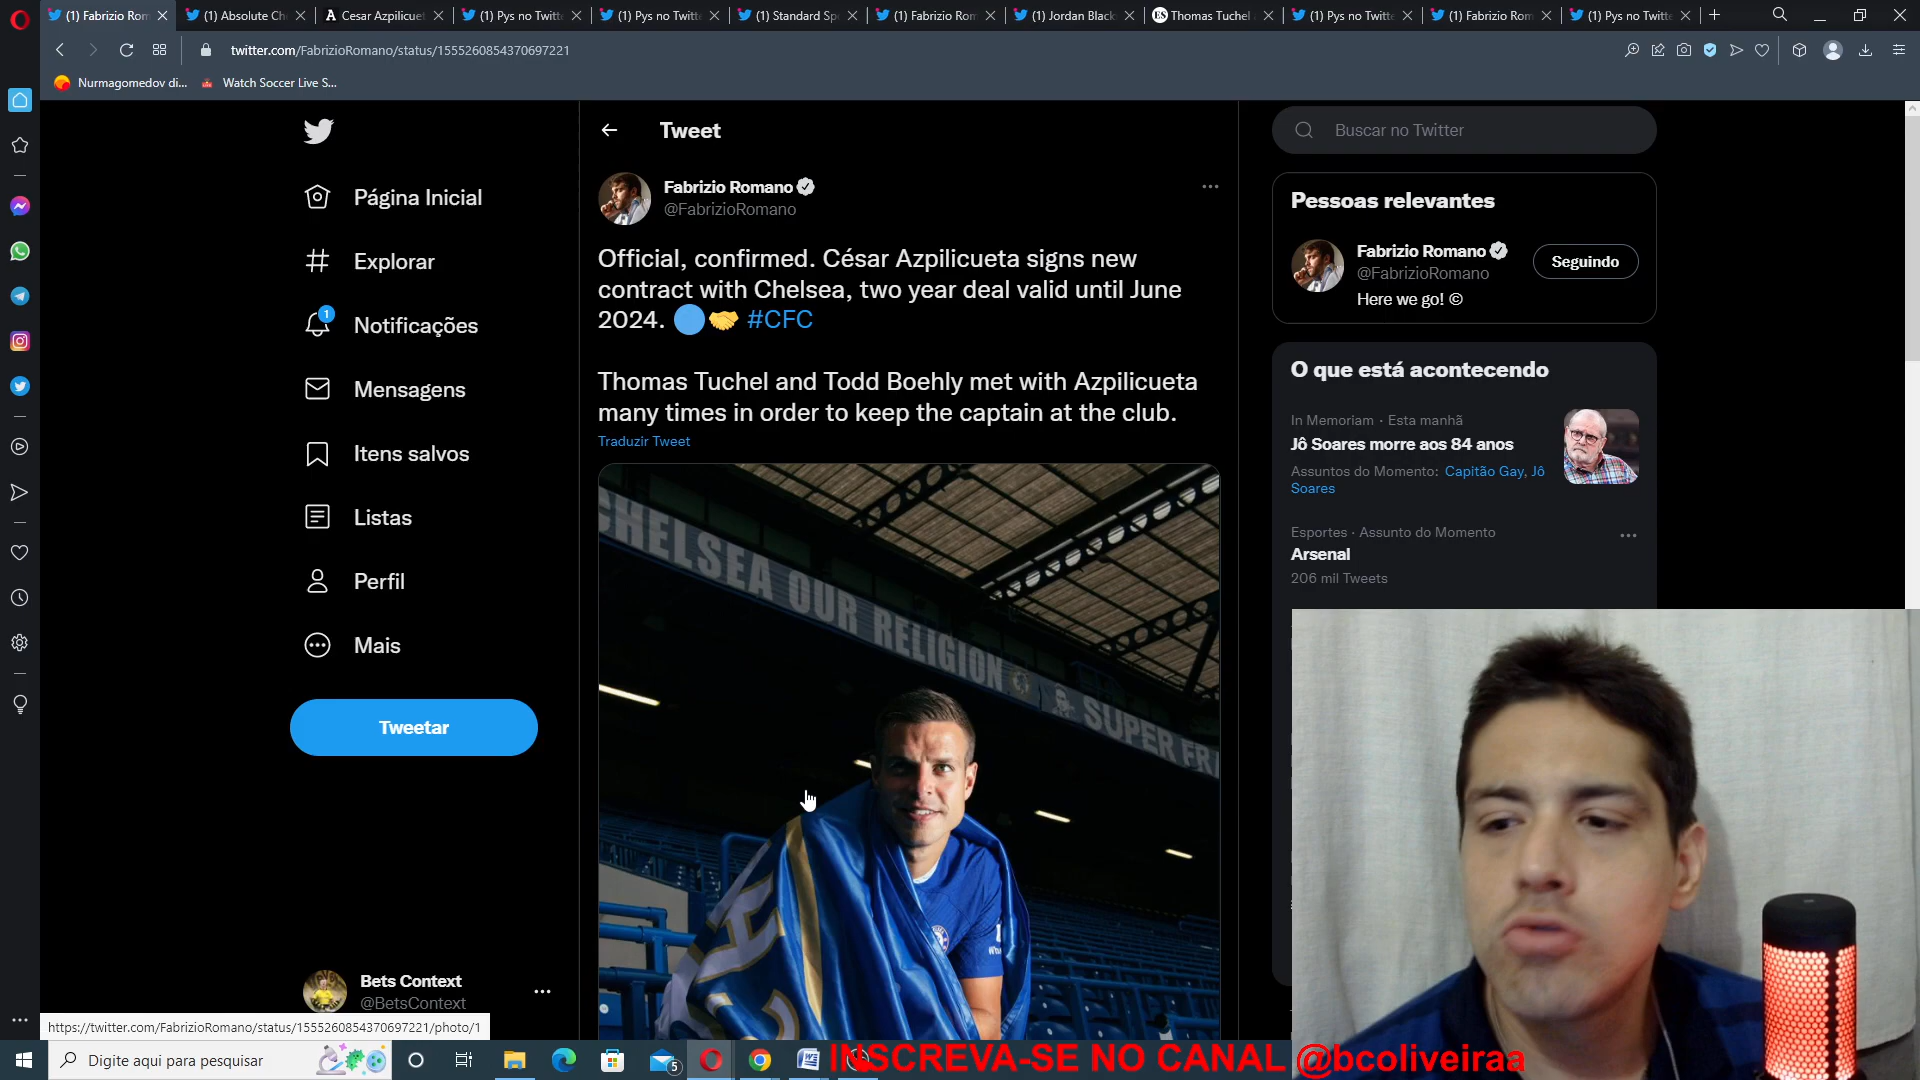 (1) Fabrizio Rom
(1) Absolute Ch
Cesar Azpilicuet
(1) Pys no Twitt
(1) Pys no Twitt
(1) Standard Sp
(1) Fabrizio Rom
(1) Jordan Black
Thomas Tuchel
(1) Pys no Twitt
(1) Fabrizio Rom
(1) Pys no Twitt
twitter.com/FabrizioRomano/status/1555260854370697221
Nurmagomedov di...
Watch Soccer Live S...
Tweet
Buscar no Twitter
Página Inicial
Explorar
1
Notificações
Mensagens
Itens salvos
Listas
Perfil
Mais
Tweetar
Bets Context
@BetsContext
Fabrizio Romano
@FabrizioRomano
Official, confirmed. César Azpilicueta signs new
contract with Chelsea, two year deal valid until June
2024. 🔵🤝 #CFC
Thomas Tuchel and Todd Boehly met with Azpilicueta
many times in order to keep the captain at the club.
Traduzir Tweet
CHELSEA OUR RELIGION
SUPER FR
Pessoas relevantes
Fabrizio Romano
@FabrizioRomano
Seguindo
Here we go! ©
O que está acontecendo
In Memoriam · Esta manhã
Jô Soares morre aos 84 anos
Assuntos do Momento: Capitão Gay, Jô
Soares
Esportes · Assunto do Momento
Arsenal
206 mil Tweets
https://twitter.com/FabrizioRomano/status/1555260854370697221/photo/1
Digite aqui para pesquisar
5
INSCREVA-SE NO CANAL @bcoliveiraa